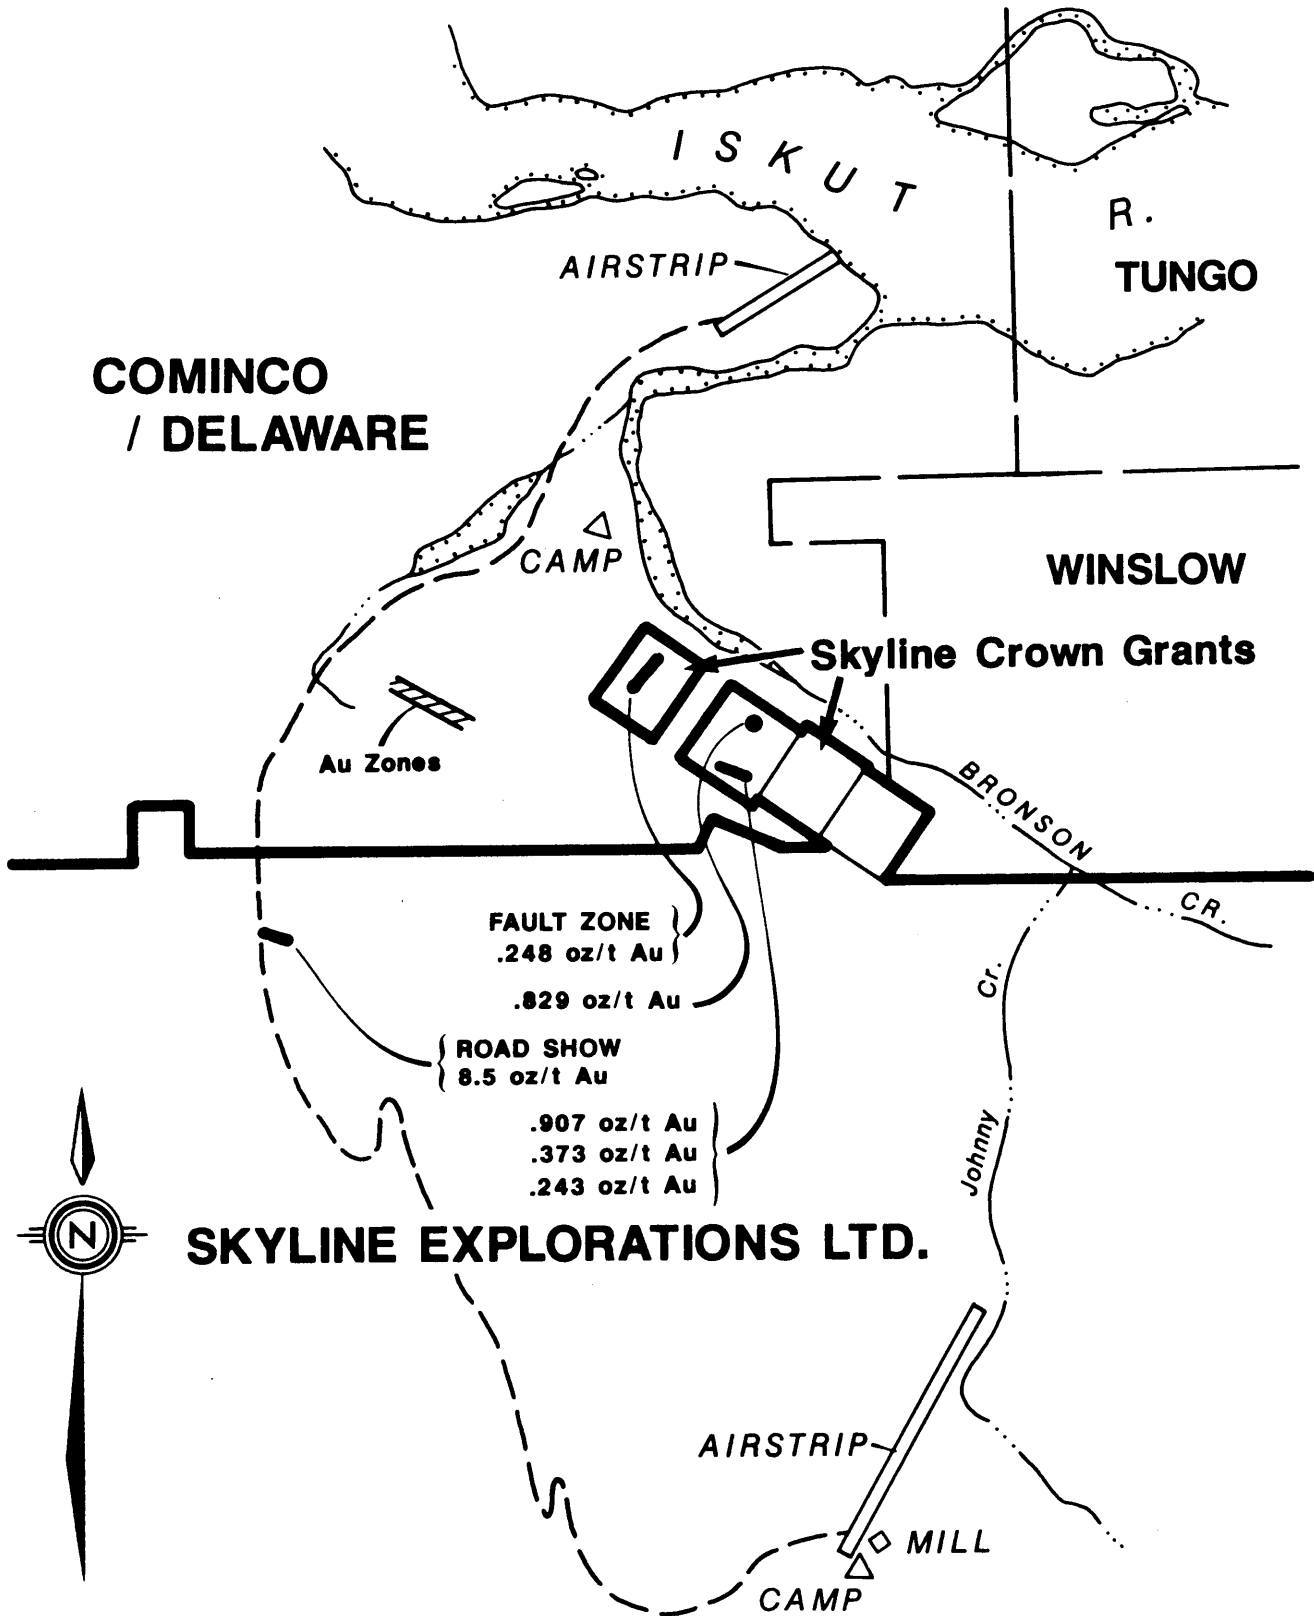 ISKUT
R.
TUNGO
AIRSTRIP
COMINCO
/ DELAWARE
CAMP
WINSLOW
Skyline Crown Grants
Au Zones
BRONSON
CR.
FAULT ZONE
.248 oz/t Au
.829 oz/t Au
Cr.
ROAD SHOW
8.5 oz/t Au
.907 oz/t Au
.373 oz/t Au
.243 oz/t Au
Johnny
N
SKYLINE EXPLORATIONS LTD.
AIRSTRIP
MILL
CAMP